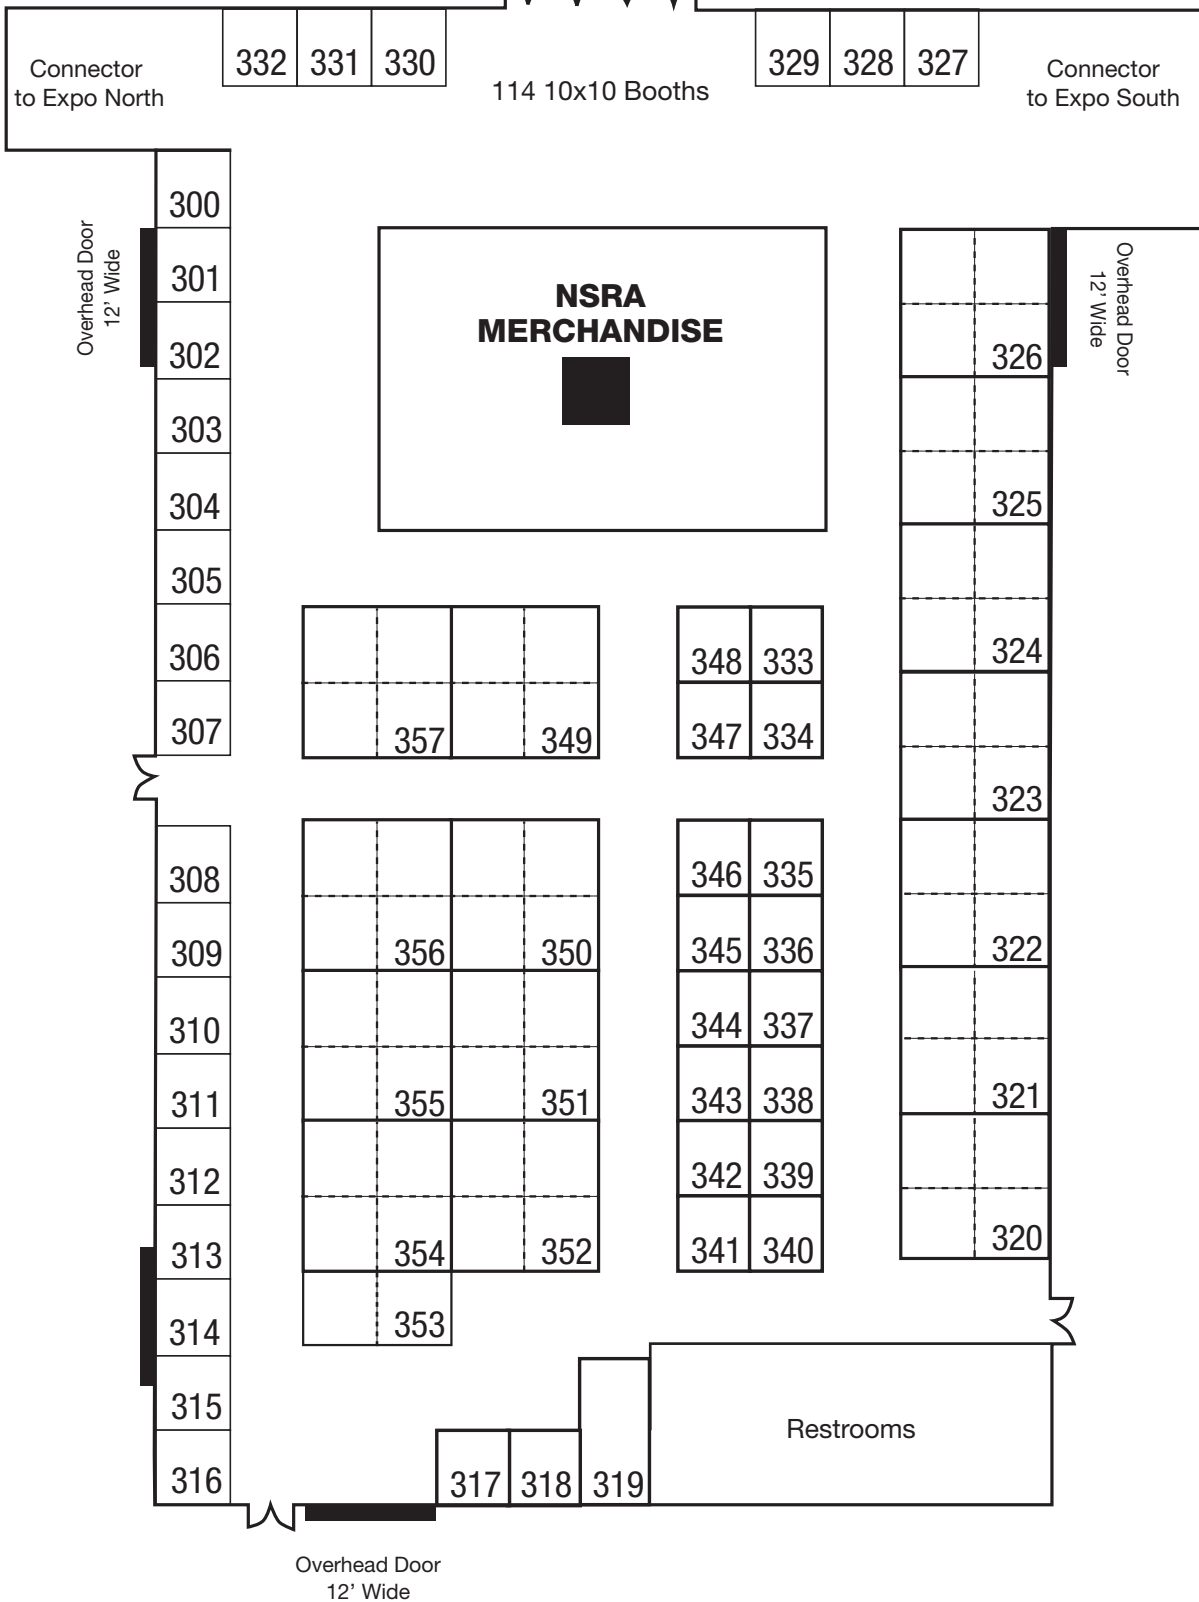 332 331 330
329 328 327
Connector
to Expo North
114 10x10 Booths
Connector
to Expo South
300
301
302
303
304
305
306
307
308
309
310
311
312
313
314
315
316
Overhead Door
12' Wide
NSRA
MERCHANDISE
Overhead Door
12' Wide
326
325
324
323
322
321
320
357 349
348 333
347 334
356 350
355 351
354 352
353
346 335
345 336
344 337
343 338
342 339
341 340
317 318 319
Restrooms
Overhead Door
12' Wide